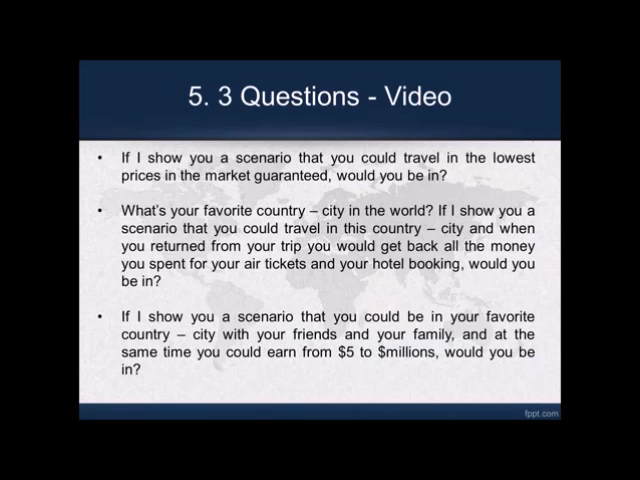 5. 3 Questions - Video
• If I show you a scenario that you could travel in the lowest
prices in the market guaranteed, would you be in?
• What's your favorite country – city in the world? If I show you a
scenario that you could travel in this country – city and when
you returned from your trip you would get back all the money
you spent for your air tickets and your hotel booking, would you
be in?
• If I show you a scenario that you could be in your favorite
country – city with your friends and your family, and at the
same time you could earn from $5 to $millions, would you be
in?
fppt.com